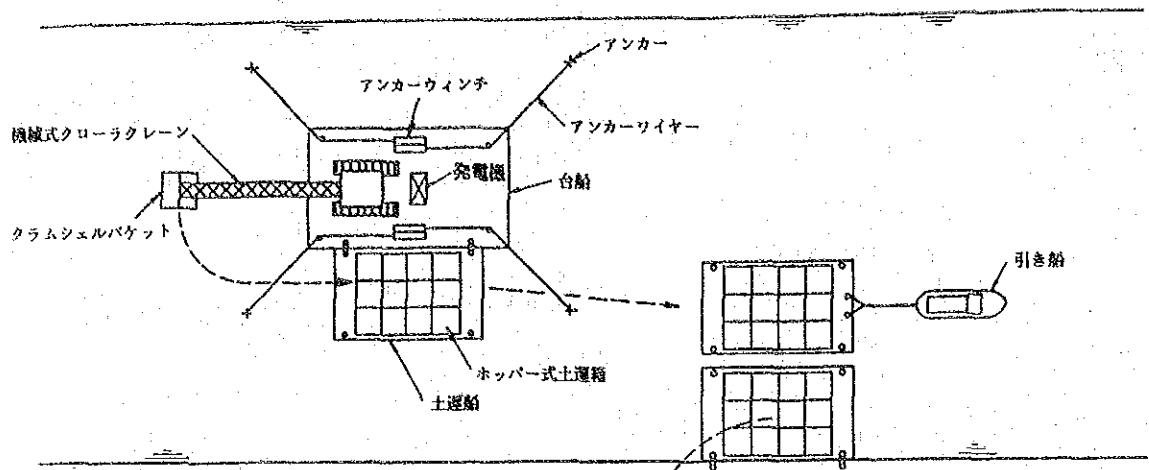 アンカー
アンカーウィンチ
アンカーワイヤー
機械式クローラクレーン
発電機
台船
クラムシェルバケット
引き船
ホッパー式土運箱
土運船